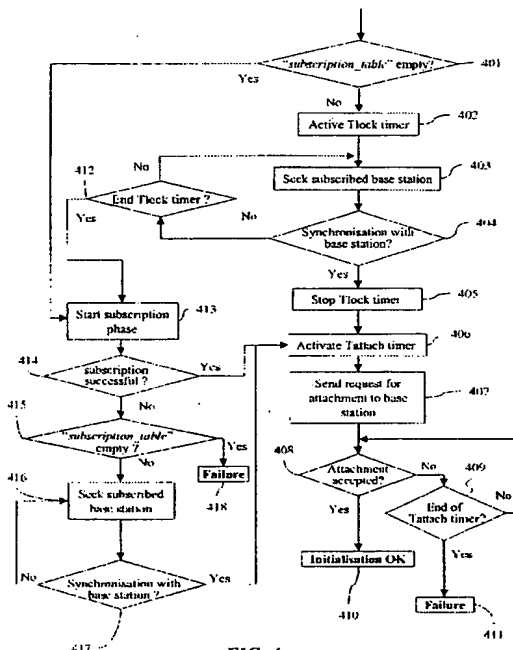 "subscription_table" empty?
401
Yes
No
402
Active Tlock timer
412
No
403
Seek subscribed base station
End Tlock timer ?
No
404
Yes
Synchronisation with
base station?
Yes
Start subscription
phase
413
Stop Tlock timer
405
406
Activate Tattach timer
414
subscription
successful ?
Yes
Send request for
attachment to base
station
407
No
415
"subscription_table"
empty ?
Yes
No
416
Failure
418
408
Attachment
accepted?
No
409
No
Seek subscribed
base station
End of
Tattach timer?
Yes
Yes
Initialisation OK
No
Synchronisation with
base station ?
Yes
410
Failure
411
417